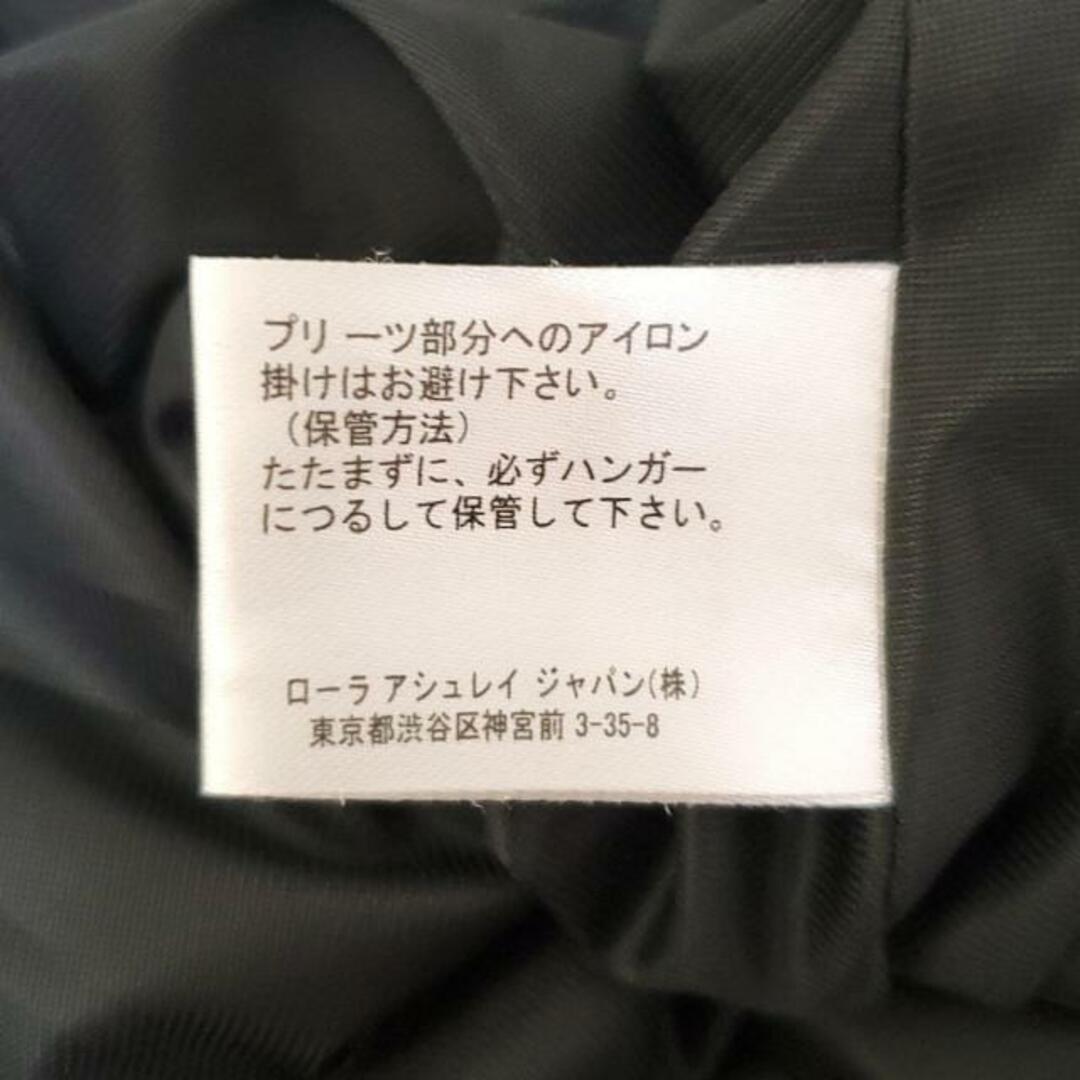 プリーツ部分へのアイロン
掛けはお避け下さい。
(保管方法)
たたまずに、必ずハンガー
につるして保管して下さい。
ローラ アシュレイ ジャパン(株)
東京都渋谷区神宮前 3-35-8